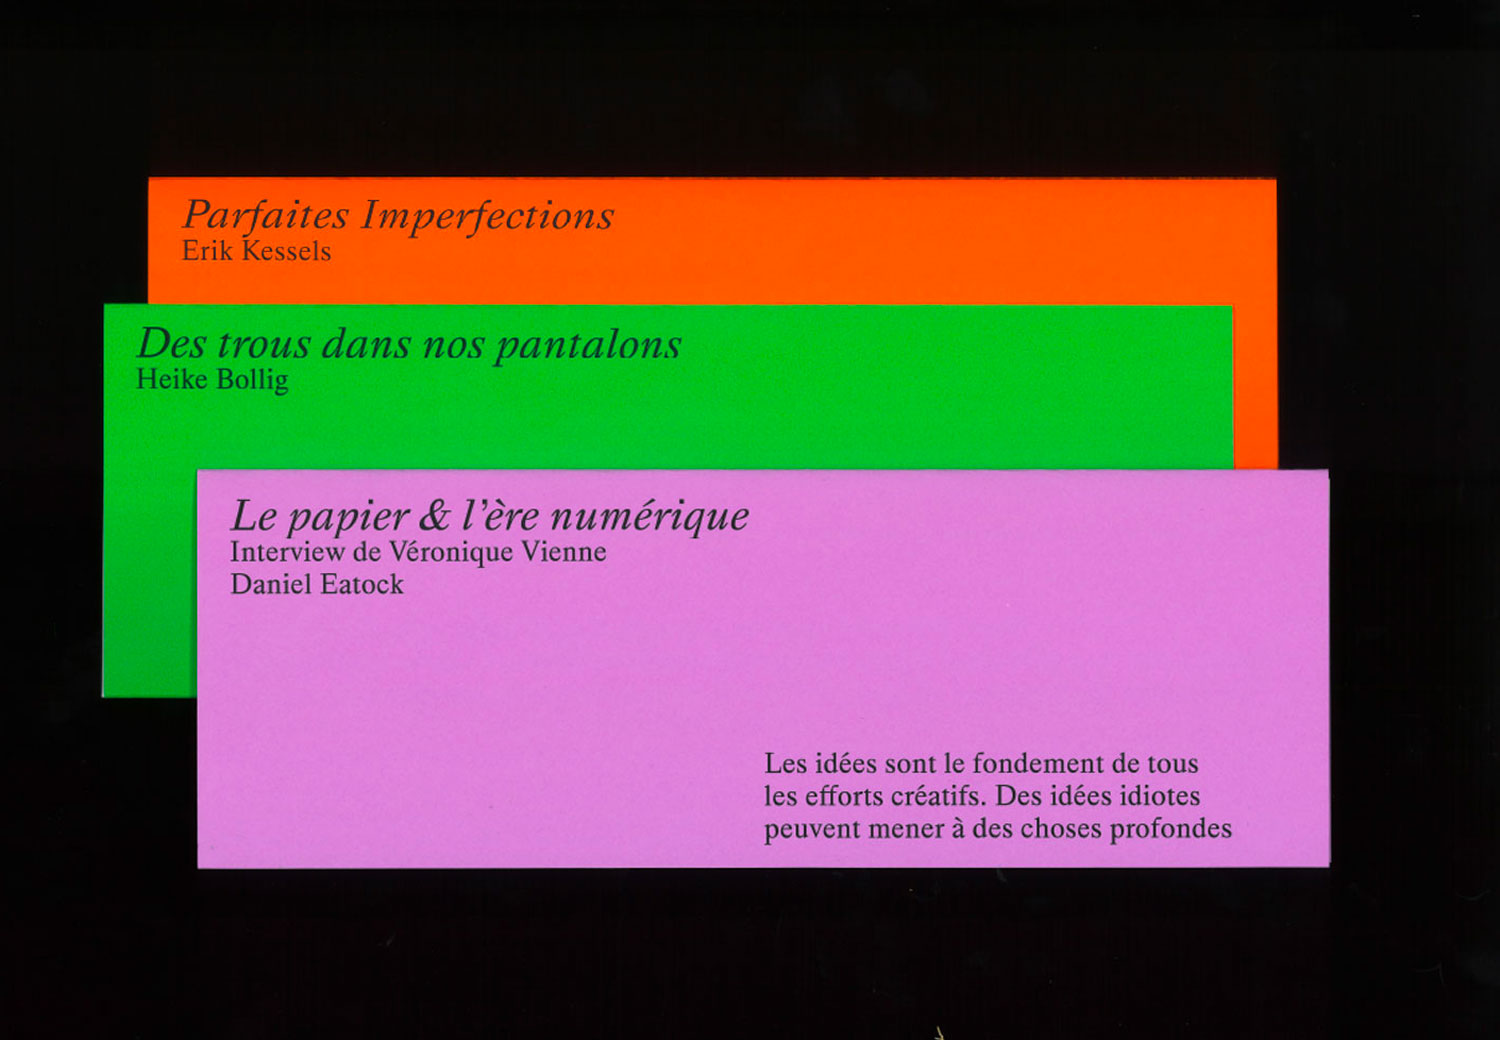 Parfaites Imperfections
Erik Kessels
Des trous dans nos pantalons
Heike Bollig
Le papier & l'ère numérique
Interview de Véronique Vienne
Daniel Eatock
Les idées sont le fondement de tous
les efforts créatifs. Des idées idiotes
peuvent mener à des choses profondes